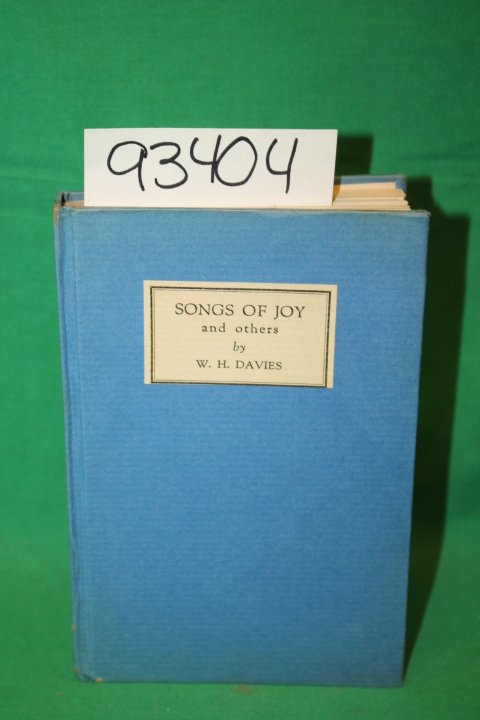 93404
SONGS OF JOY
and others
by
W. H. DAVIES